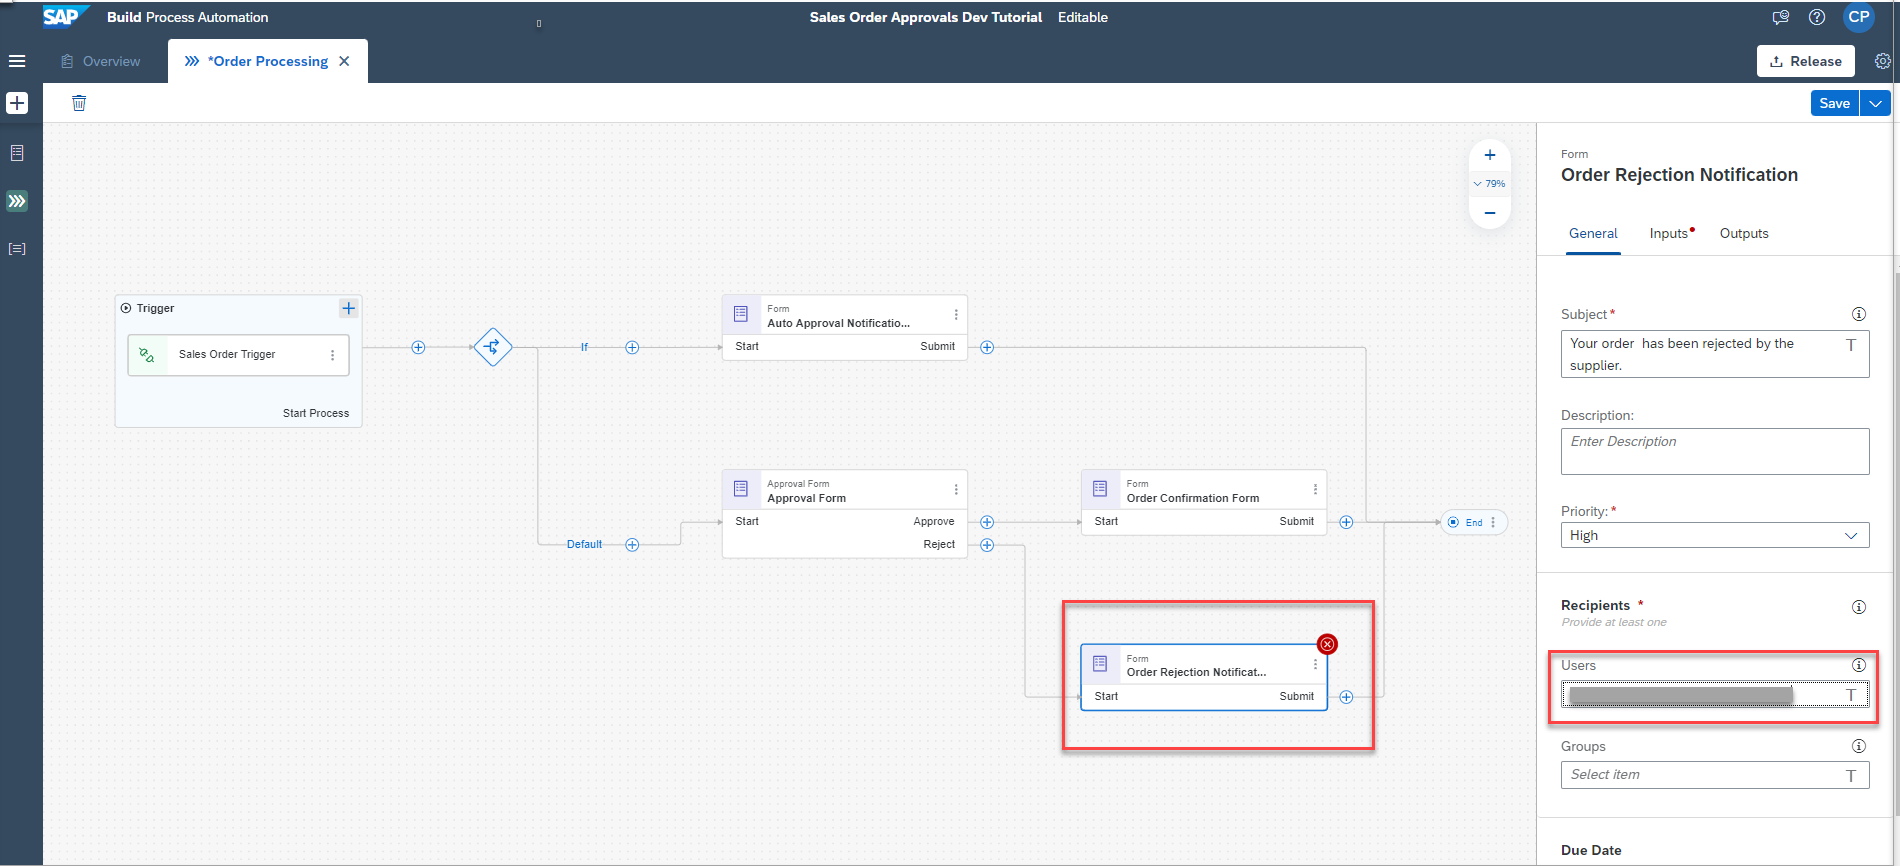 SAP
Build Process Automation
Sales Order Approvals Dev Tutorial Editable
CP
Overview
*Order Processing
Release
Save
79%
Trigger
Sales Order Trigger
Start Process
If
Default
Form
Auto Approval Notificatio...
Start Submit
Approval Form
Approval Form
Start Approve
Reject
Form
Order Confirmation Form
Start Submit
End
Form
Order Rejection Notificat...
Start Submit
Form
Order Rejection Notification
General Inputs Outputs
Subject *
Your order  has been rejected by the
supplier.
T
Description:
Enter Description
Priority: *
High
Recipients *
Provide at least one
Users
T
Groups
Select item
T
Due Date